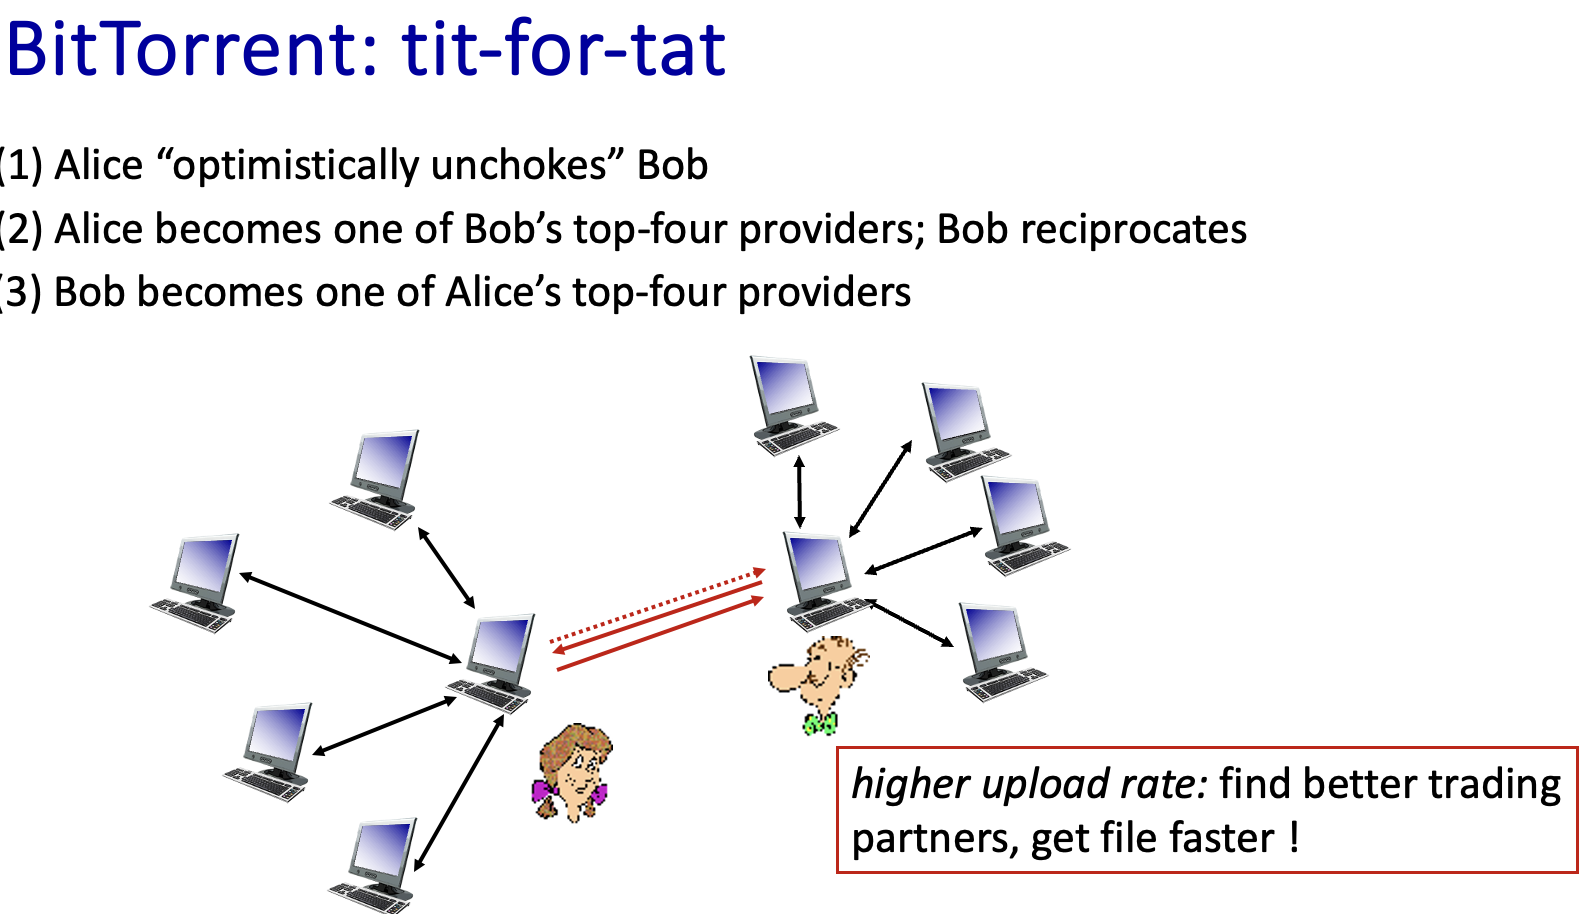 BitTorrent: tit-for-tat
(1) Alice “optimistically unchokes” Bob
(2) Alice becomes one of Bob’s top-four providers; Bob reciprocates
(3) Bob becomes one of Alice’s top-four providers
higher upload rate: find better trading
partners, get file faster !